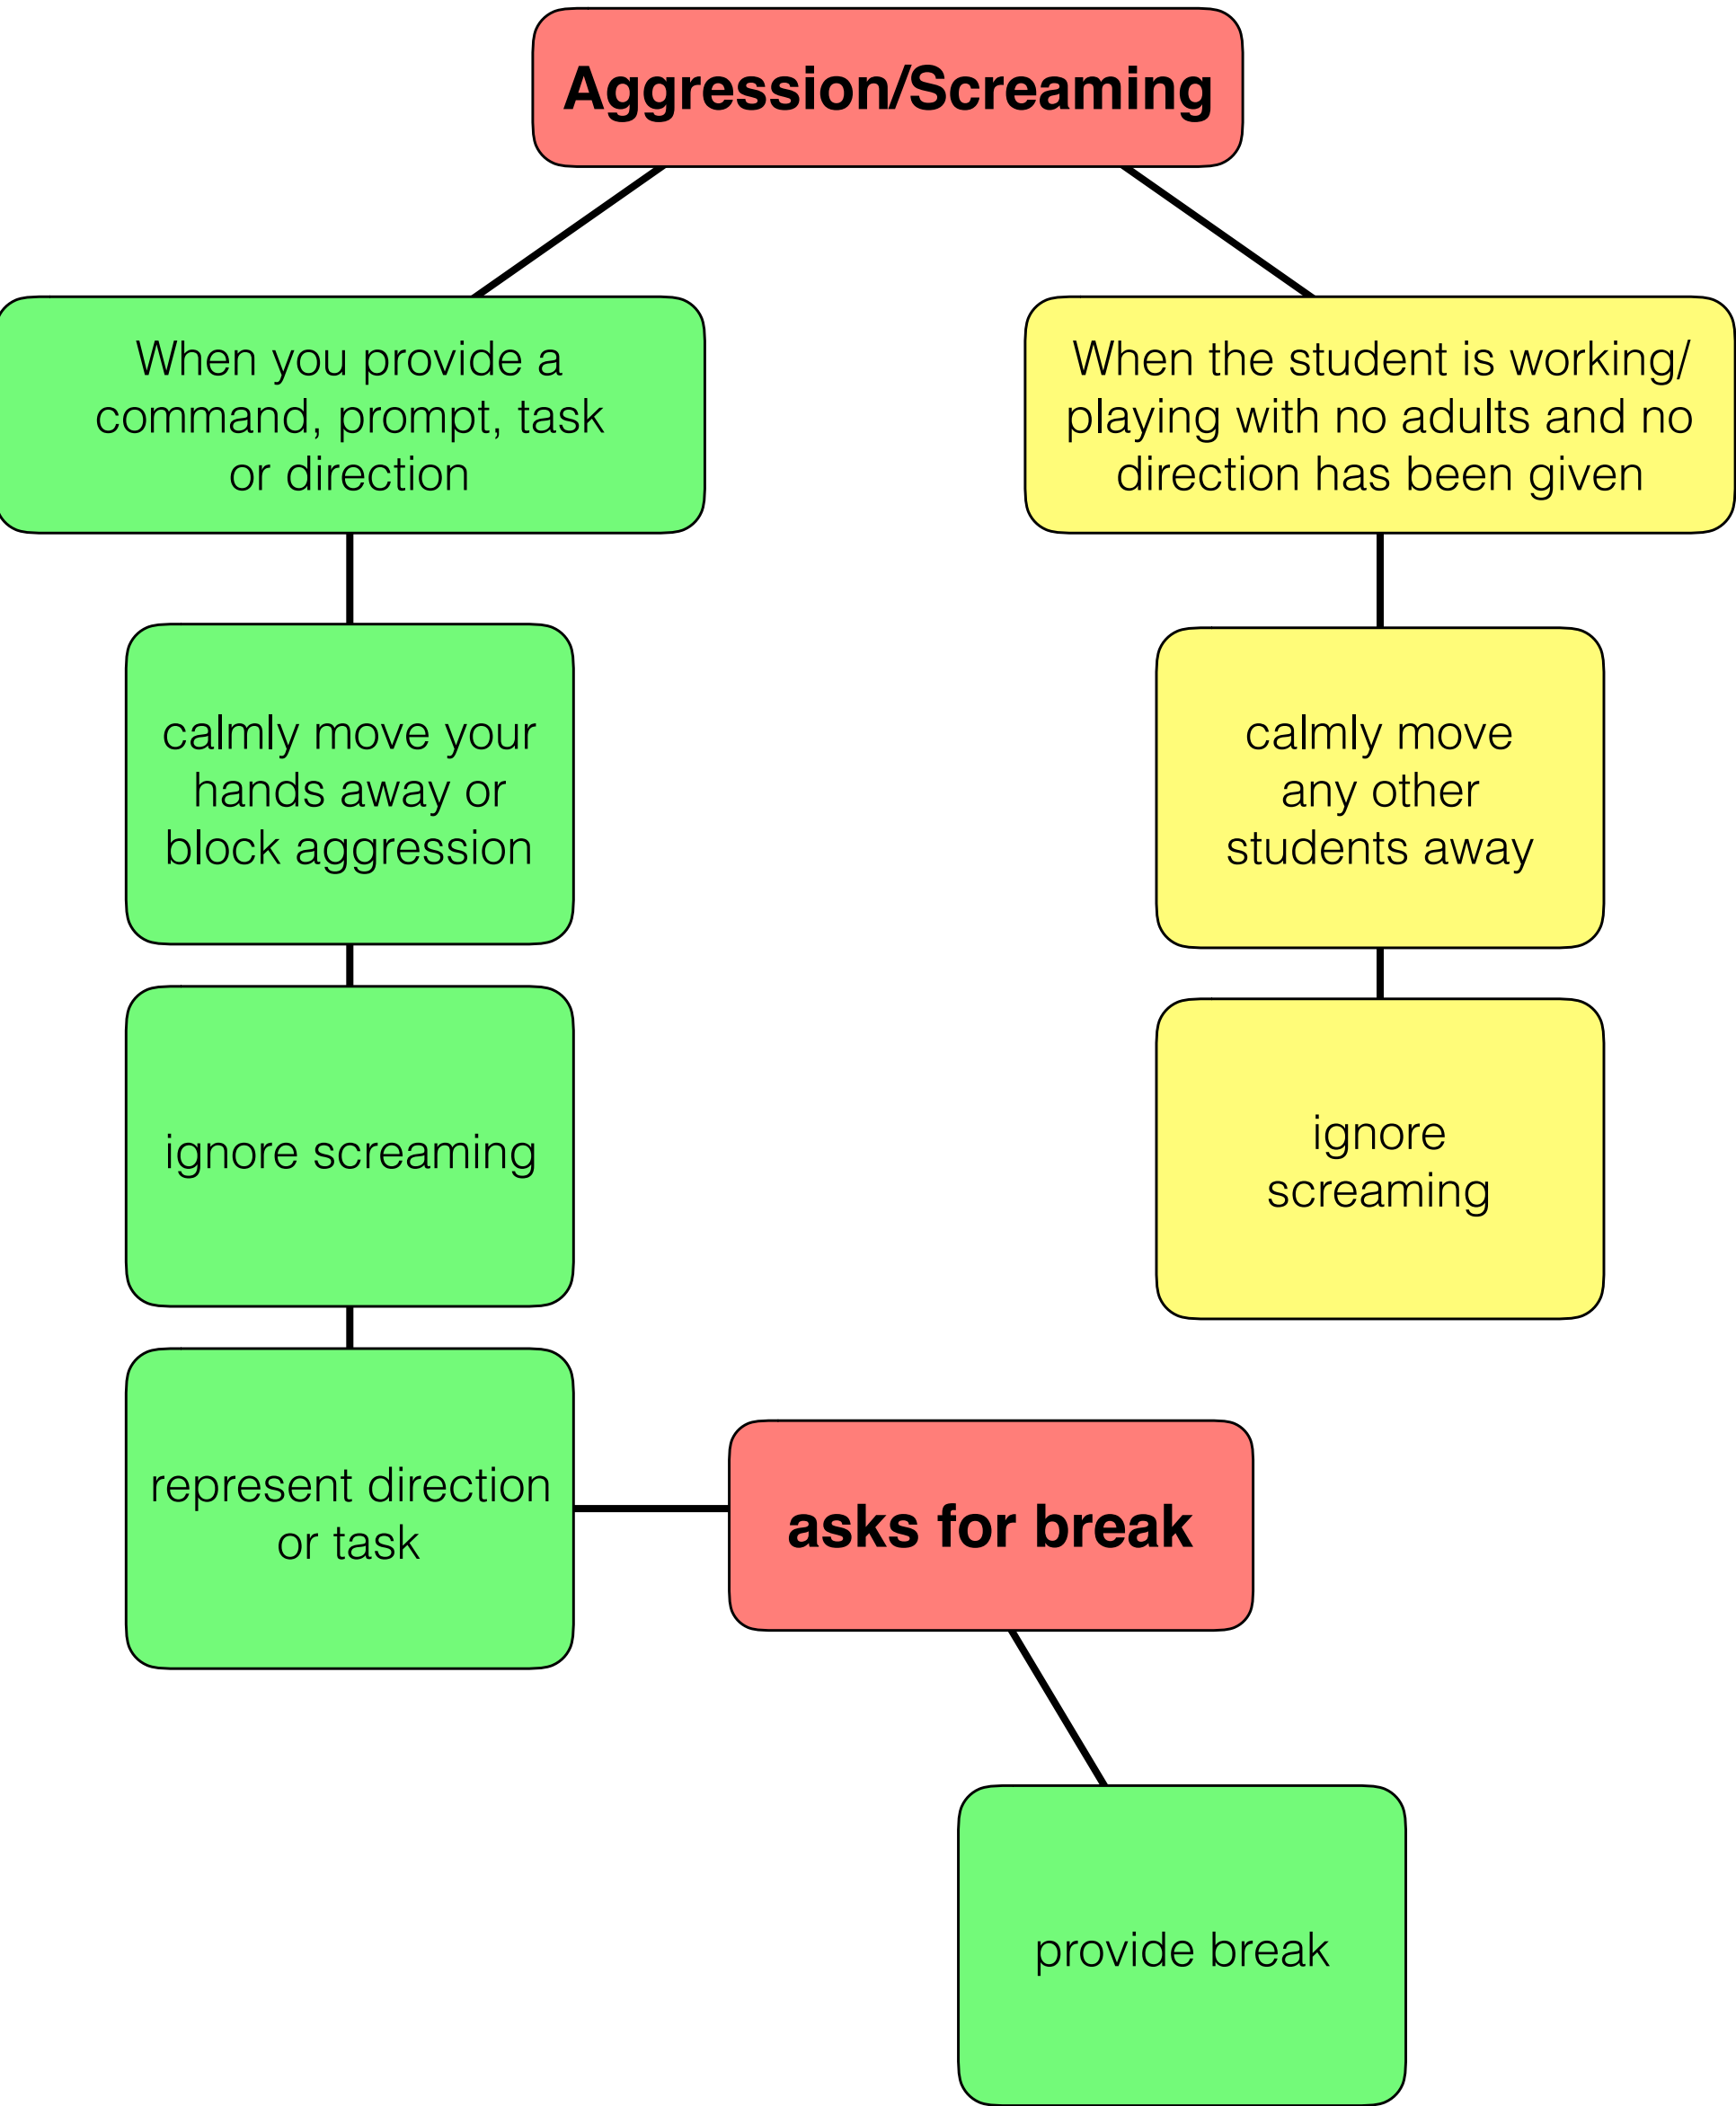 Aggression/Screaming
When you provide a
command, prompt, task
or direction
When the student is working/
playing with no adults and no
direction has been given
calmly move your
hands away or
block aggression
calmly move
any other
students away
ignore screaming
ignore
screaming
represent direction
or task
asks for break
provide break